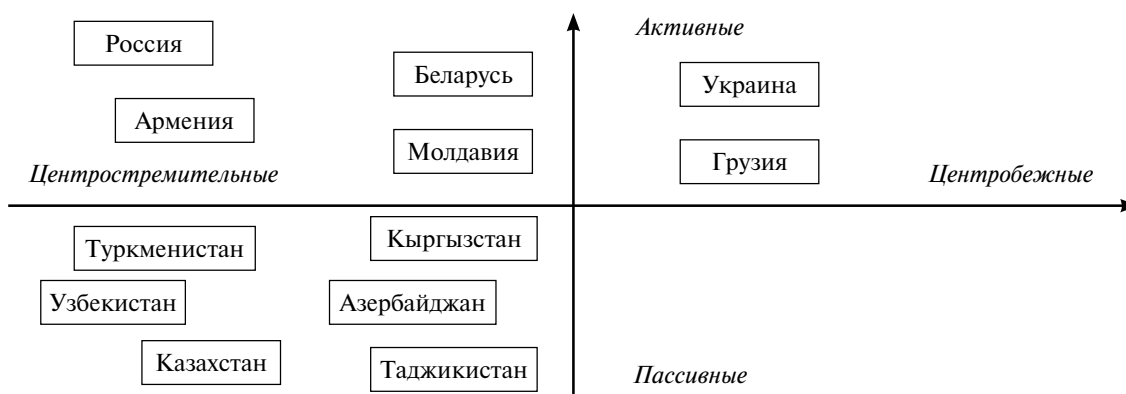 Россия
Активные
Беларусь
Украина
Армения
Молдавия
Грузия
Центростремительные
Центробежные
Туркменистан
Кыргызстан
Узбекистан
Азербайджан
Казахстан
Таджикистан
Пассивные